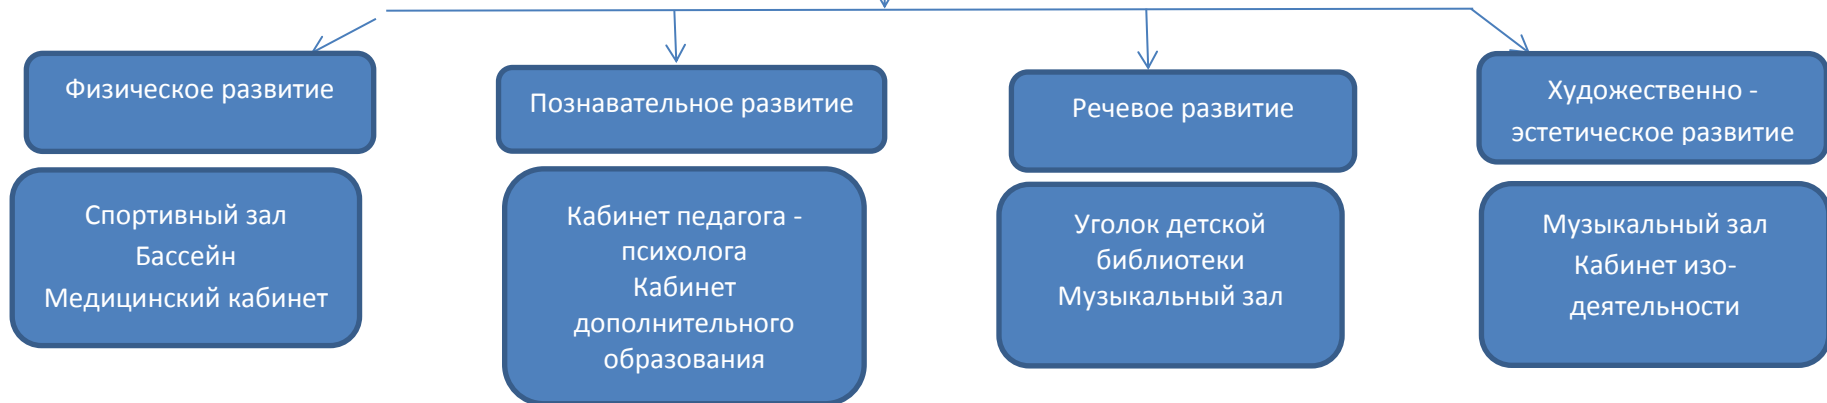 Физическое развитие
Познавательное развитие
Речевое развитие
Художественно -
эстетическое развитие
Спортивный зал
Бассейн
Медицинский кабинет
Кабинет педагога -
психолога
Кабинет
дополнительного
образования
Уголок детской
библиотеки
Музыкальный зал
Музыкальный зал
Кабинет изо-
деятельности